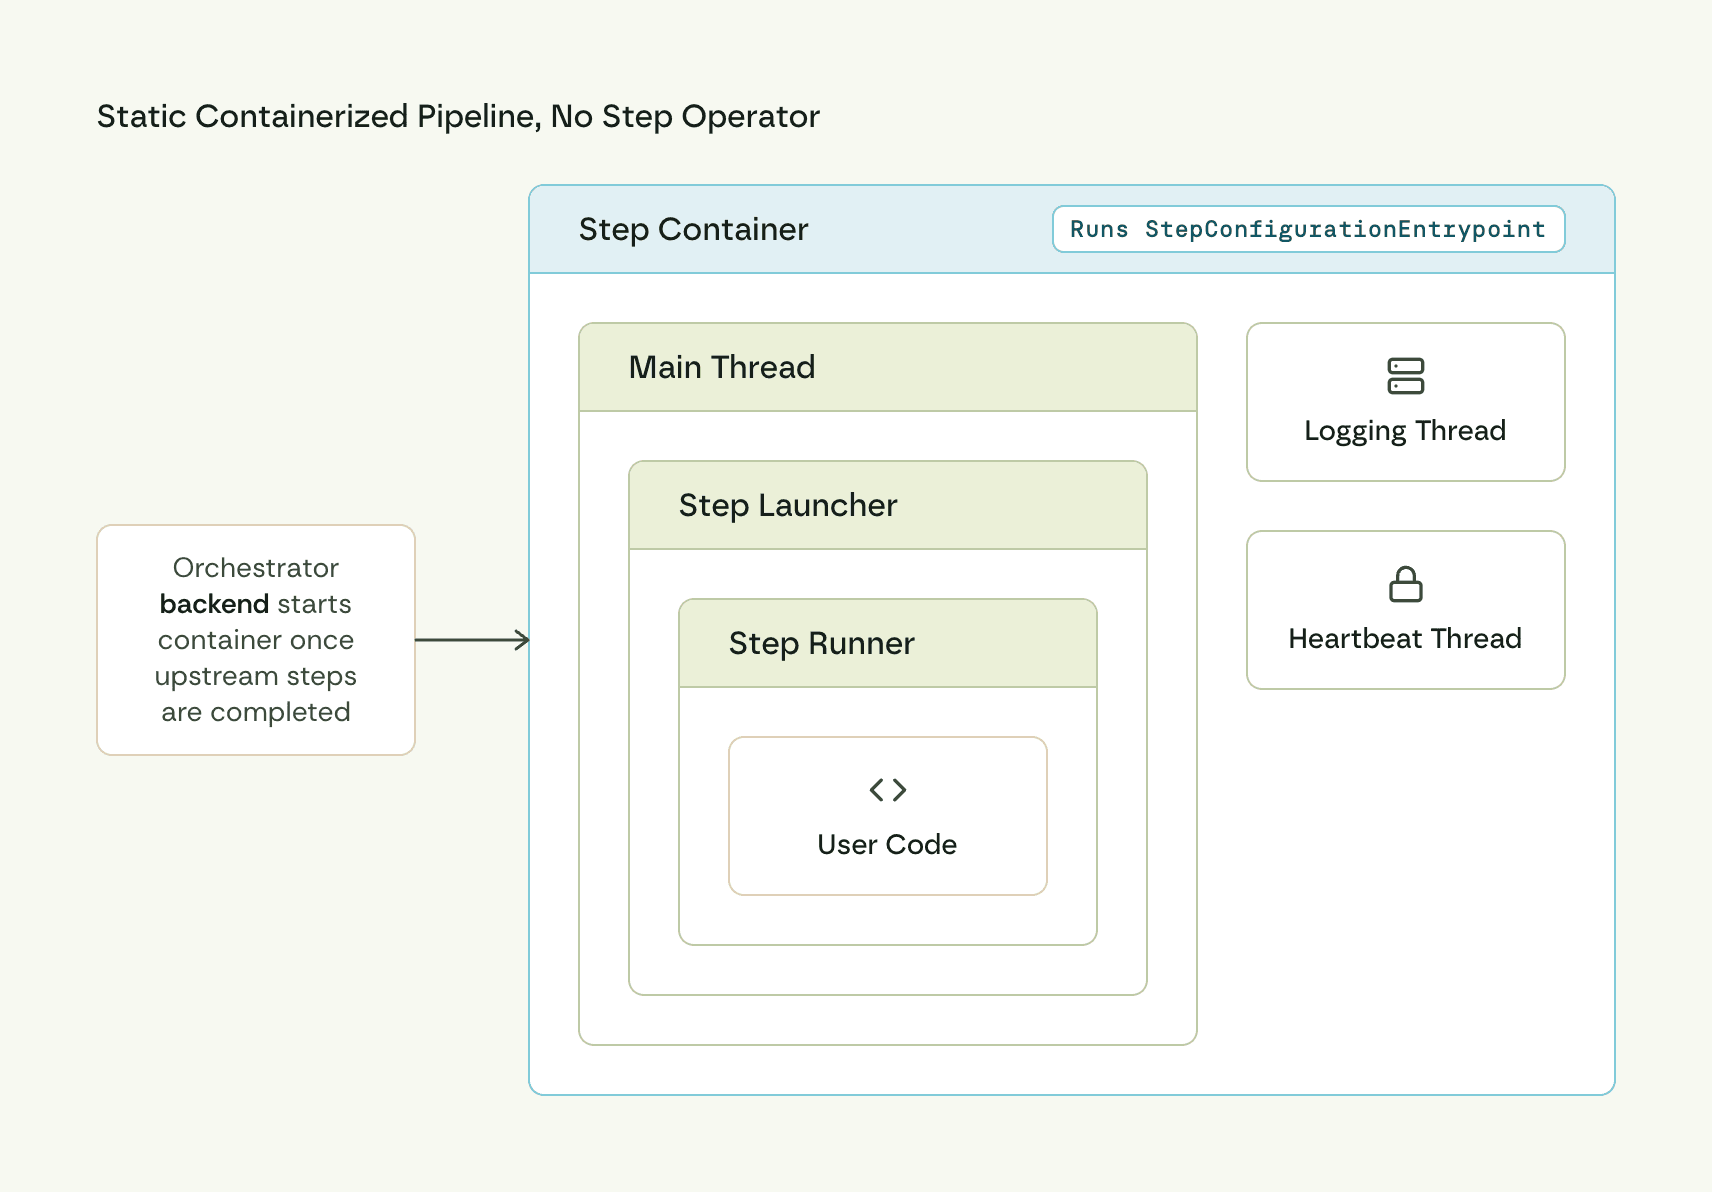 Static Containerized Pipeline, No Step Operator
Step Container
Runs StepConfigurationEntrypoint
Main Thread
Logging Thread
Step Launcher
Orchestrator
backend starts
container once
upstream steps
are completed
Heartbeat Thread
Step Runner
User Code